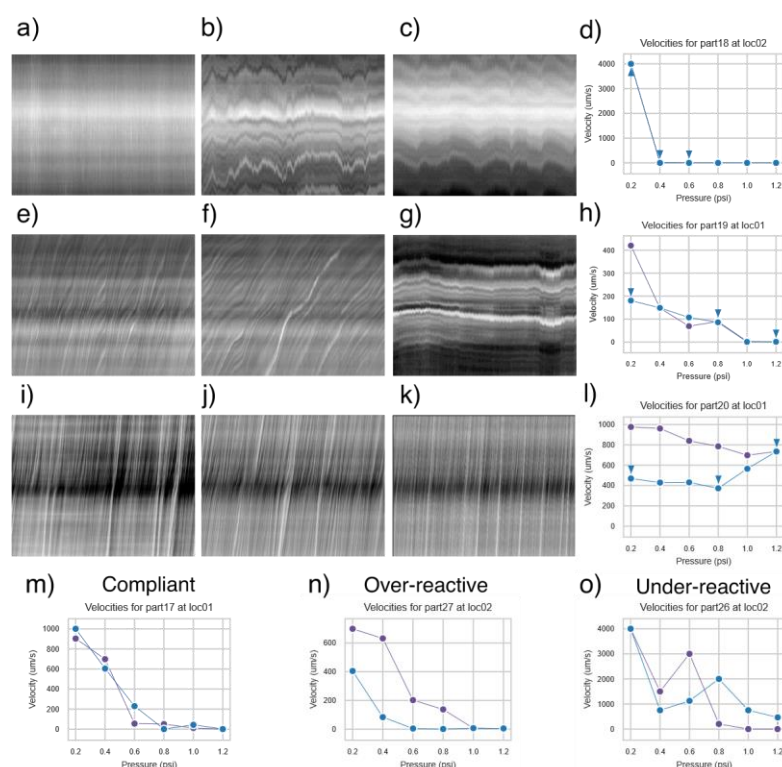 a)
b)
c)
d)
Velocities for part18 at loc02
Velocity (um/s)
4000
3000
2000
1000
0
0.2 0.4 0.6 0.8 1.0 1.2
Pressure (psi)
e)
f)
g)
h)
Velocities for part19 at loc01
Velocity (um/s)
400
300
200
100
0
0.2 0.4 0.6 0.8 1.0 1.2
Pressure (psi)
i)
j)
k)
l)
Velocities for part20 at loc01
Velocity (um/s)
1000
800
600
400
200
0
0.2 0.4 0.6 0.8 1.0 1.2
Pressure (psi)
m) Compliant
Velocities for part17 at loc01
Velocity (um/s)
1000
800
600
400
200
0
0.2 0.4 0.6 0.8 1.0 1.2
Pressure (psi)
n) Over-reactive
Velocities for part27 at loc02
Velocity (um/s)
600
400
200
0
0.2 0.4 0.6 0.8 1.0 1.2
Pressure (psi)
o) Under-reactive
Velocities for part26 at loc02
Velocity (um/s)
4000
3000
2000
1000
0
0.2 0.4 0.6 0.8 1.0 1.2
Pressure (psi)